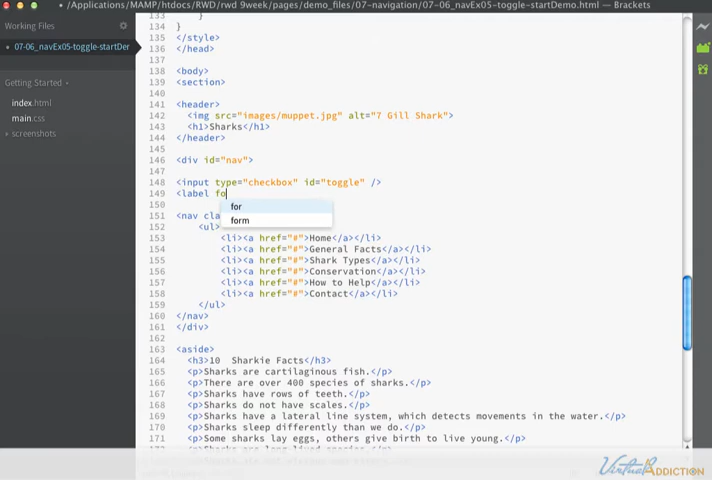 /Applications/MAMP/htdocs/RWD/rwd 9week/pages/demo_files/07-navigation/07-06_navEx05-toggle-startDemo.html — Brackets
Working Files
07-06_navEx05-toggle-startDer
Getting Started
index.html
main.css
screenshots
133 }
134 }
135 </style>
136 </head>
137
138 <body>
139 <section>
140
141 <header>
142 <img src="images/muppet.jpg" alt="7 Gill Shark">
143 <h1>Sharks</h1>
144 </header>
145
146 <div id="nav">
147
148 <input type="checkbox" id="toggle" />
149 <label fo
for
150
form
151 <nav cla
152 <ul>
153 <li><a href="#">Home</a></li>
154 <li><a href="#">General Facts</a></li>
155 <li><a href="#">Shark Types</a></li>
156 <li><a href="#">Conservation</a></li>
157 <li><a href="#">How to Help</a></li>
158 <li><a href="#">Contact</a></li>
159 </ul>
160 </nav>
161 </div>
162
163 <aside>
164 <h3>10 Sharkie Facts</h3>
165 <p>Sharks are cartilaginous fish.</p>
166 <p>There are over 400 species of sharks.</p>
167 <p>Sharks have rows of teeth.</p>
168 <p>Sharks do not have scales.</p>
169 <p>Sharks have a lateral line system, which detects movements in the water.</p>
170 <p>Sharks sleep differently than we do.</p>
171 <p>Some sharks lay eggs, others give birth to live young.</p>
Virtual ADDICTION